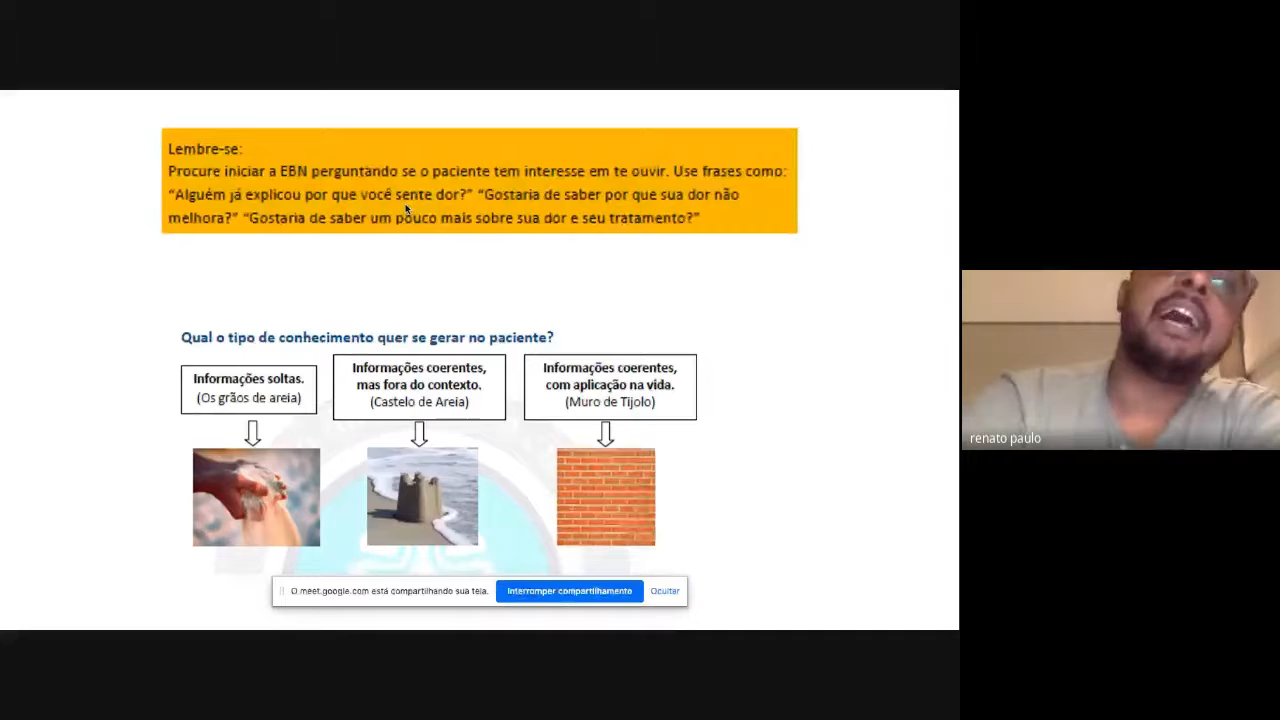 Lembre-se:
Procure iniciar a EBN perguntando se o paciente tem interesse em te ouvir. Use frases como:
“Alguém já explicou por que você sente dor?” “Gostaria de saber por que sua dor não
melhora?” “Gostaria de saber um pouco mais sobre sua dor e seu tratamento?”
Qual o tipo de conhecimento quer se gerar no paciente?
Informações soltas.
(Os grãos de areia)
Informações coerentes,
mas fora do contexto.
(Castelo de Areia)
Informações coerentes,
com aplicação na vida.
(Muro de Tijolo)
O meet.google.com está compartilhando sua tela.
Interromper compartilhamento
Ocultar
renato paulo